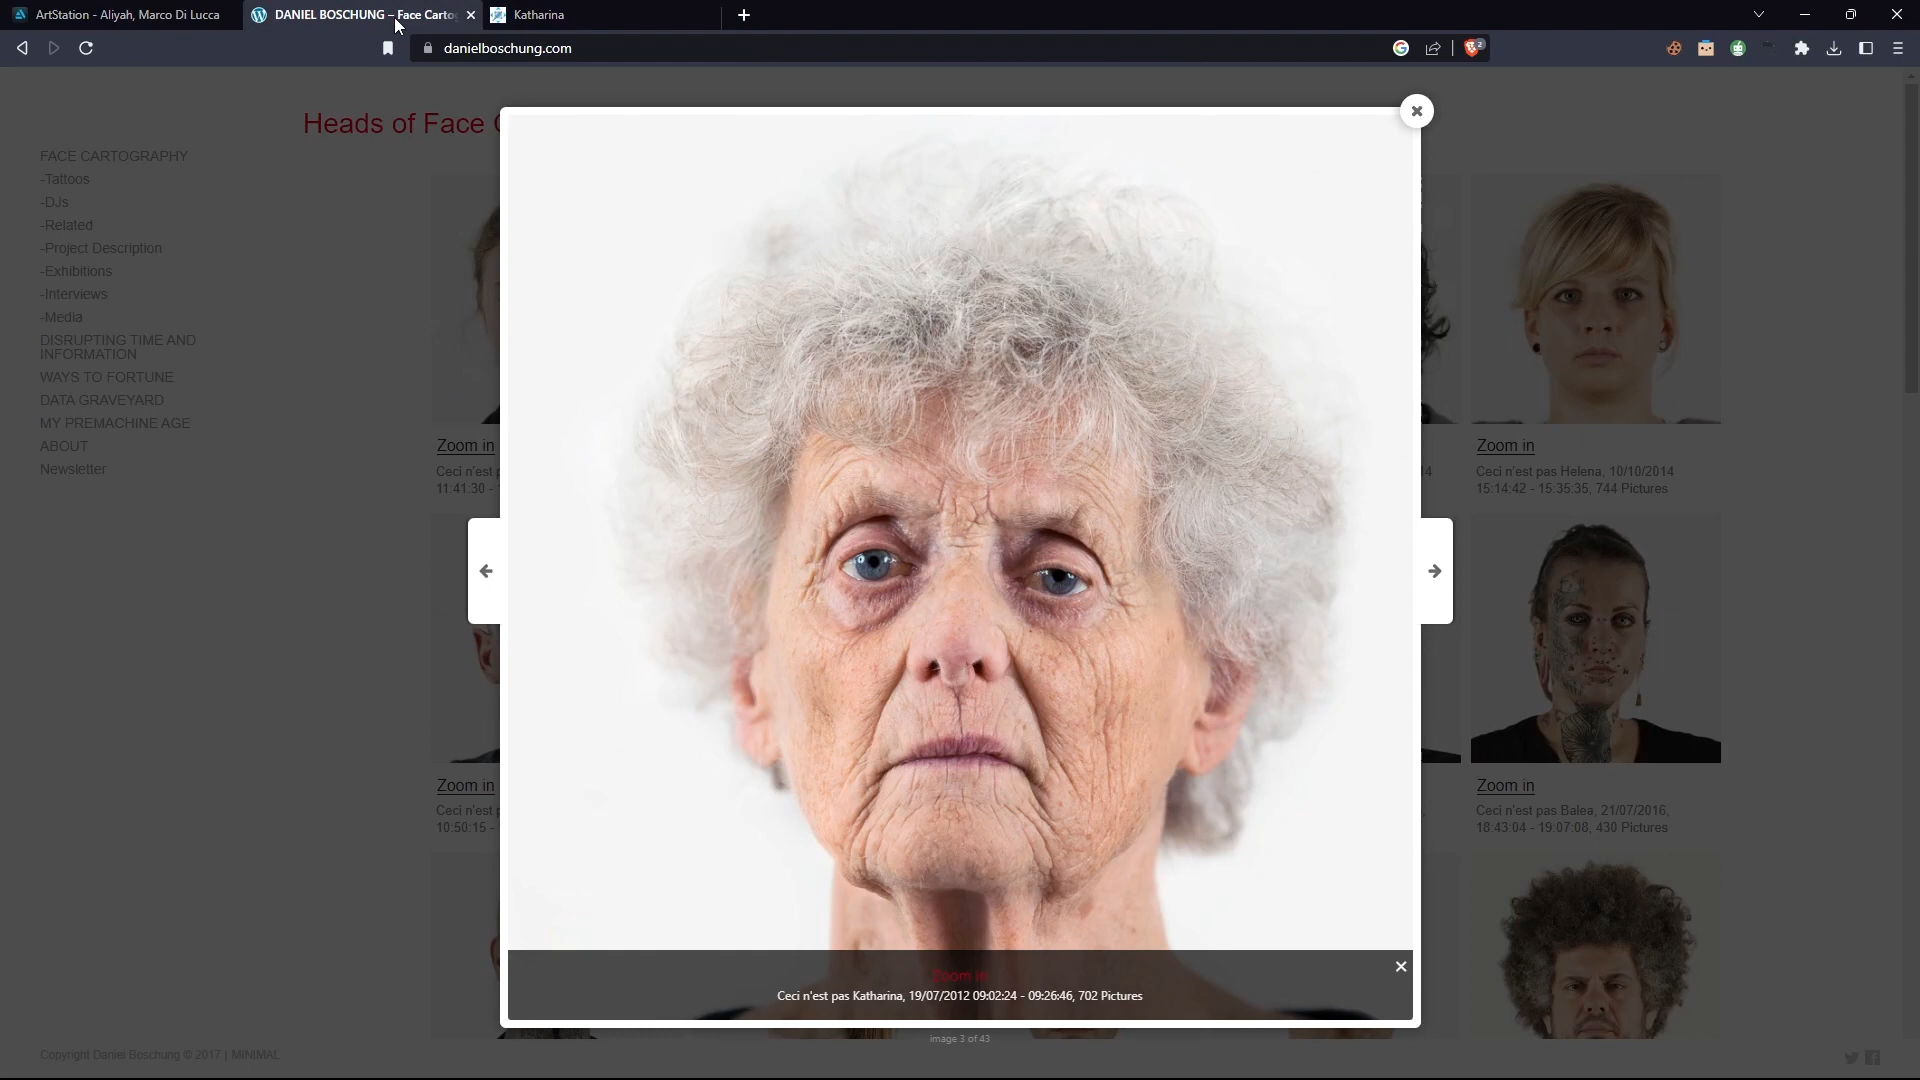 ArtStation - Aliyah, Marco Di Lucca
DANIEL BOSCHUNG – Face Carto
Katharina
danielboschung.com
2
Heads of Face
FACE CARTOGRAPHY
-Tattoos
-DJs
-Related
-Project Description
-Exhibitions
-Interviews
-Media
DISRUPTING TIME AND
INFORMATION
WAYS TO FORTUNE
DATA GRAVEYARD
MY PREMACHINE AGE
ABOUT
Newsletter
Zoom in
Ceci n'est
11:41:30 -
14
Zoom in
Ceci n'est pas Helena, 10/10/2014
15:14:42 - 15:35:35, 744 Pictures
Zoom in
Ceci n'est
10:50:15 -
Zoom in
Ceci n'est pas Balea, 21/07/2016,
18:43:04 - 19:07:08, 430 Pictures
Zoom in
Ceci n'est pas Katharina, 19/07/2012 09:02:24 - 09:26:46, 702 Pictures
image 3 of 43
Copyright Daniel Boschung © 2017 | MINIMAL